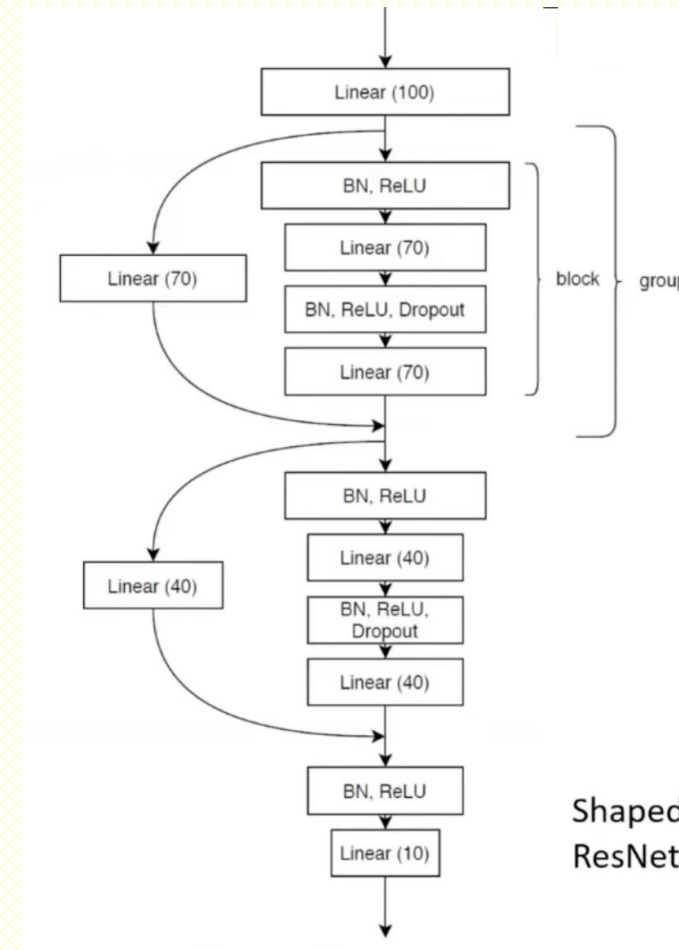 Linear (100)
BN, ReLU
Linear (70)
Linear (70)
BN, ReLU, Dropout
Linear (70)
block
group
BN, ReLU
Linear (40)
Linear (40)
BN, ReLU,
Dropout
Linear (40)
BN, ReLU
Linear (10)
Shaped
ResNet